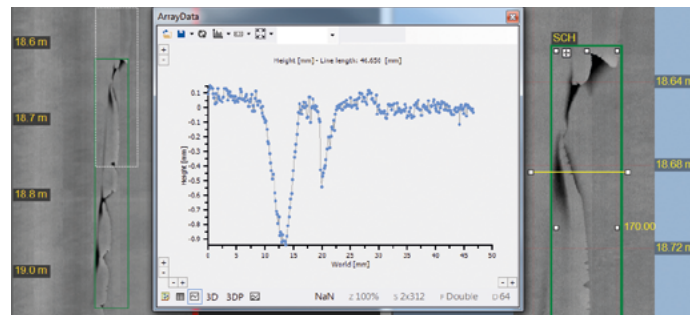 18.6 m
18.7 m
18.8 m
19.0 m
ArrayData
Height [mm] - Line length: 46.658 [mm]
Height [mm]
0.1
0
-0.1
-0.2
-0.3
-0.4
-0.5
-0.6
-0.7
-0.8
-0.9
0 5 10 15 20 25 30 35 40 45 50
World [mm]
3D 3DP NaN Z 100% S 2x312 P Double D 64
SCH
18.64 m
18.68 m
170.00
18.72 m